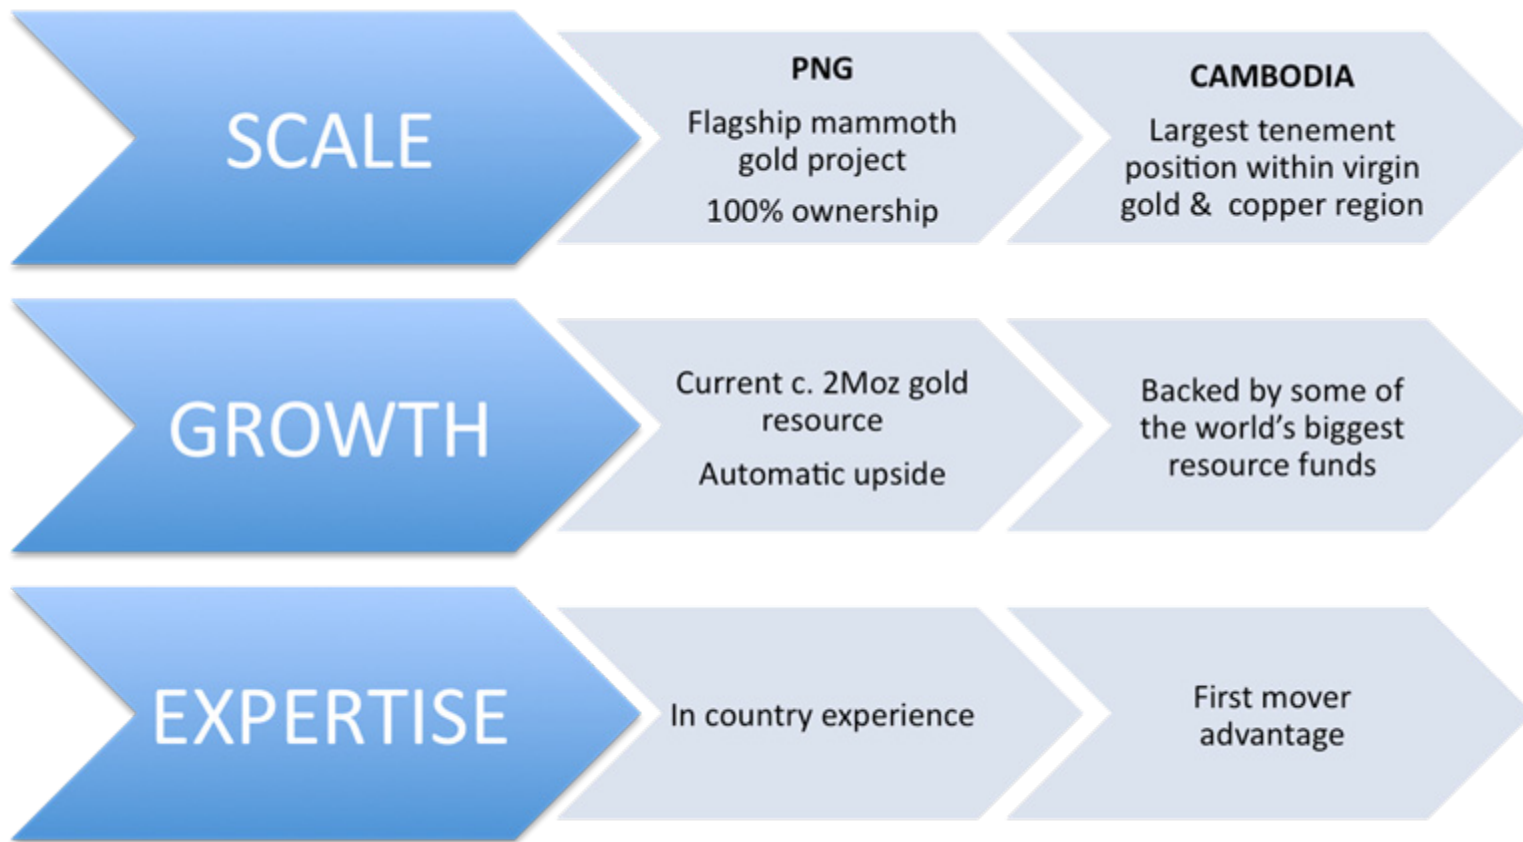 SCALE
PNG
Flagship mammoth
gold project
100% ownership
CAMBODIA
Largest tenement
position within virgin
gold & copper region
GROWTH
Current c. 2Moz gold
resource
Automatic upside
Backed by some of
the world’s biggest
resource funds
EXPERTISE
In country experience
First mover
advantage